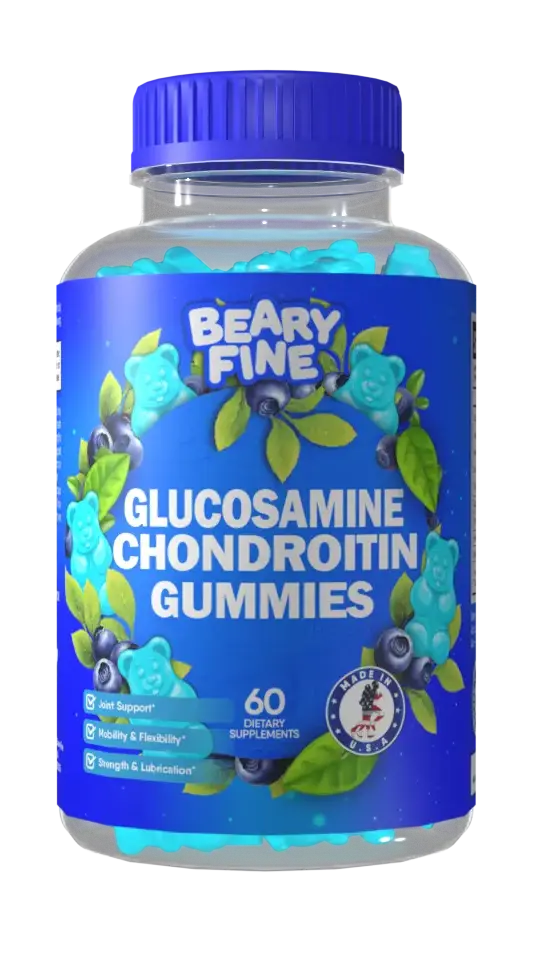 BEARY
FINE
GLUCOSAMINE
CHONDROITIN
GUMMIES
Joint Support*
Mobility & Flexibility*
Strength & Lubrication*
60
DIETARY
SUPPLEMENTS
MADE IN
U.S.A